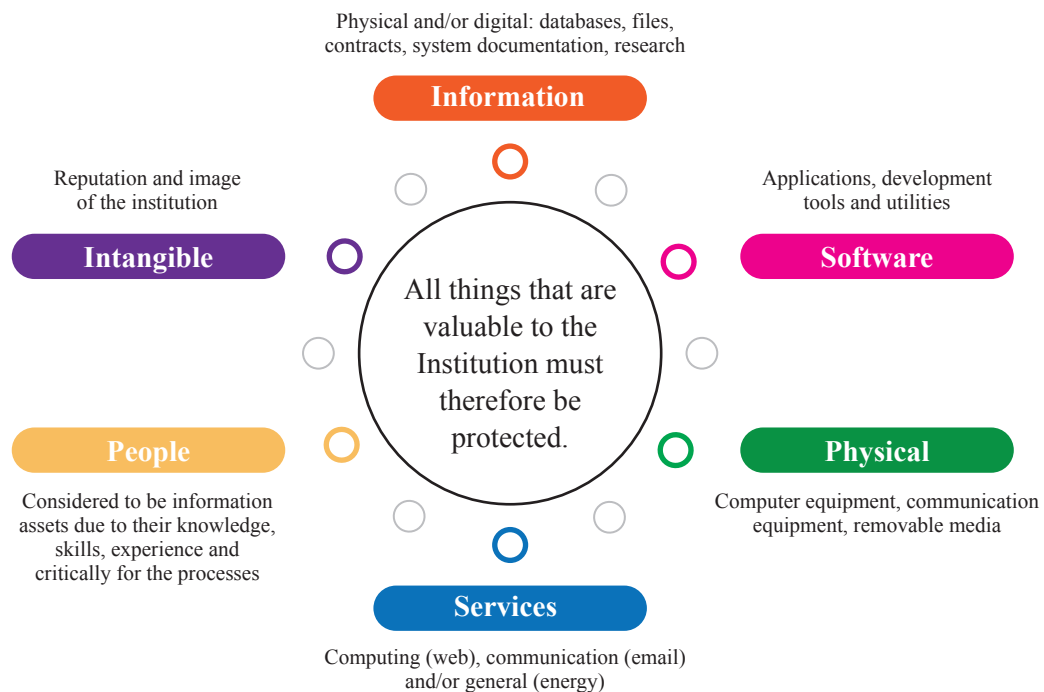 Physical and/or digital: databases, files,
contracts, system documentation, research
Information
Reputation and image
of the institution
Intangible
Applications, development
tools and utilities
Software
All things that are
valuable to the
Institution must
therefore be
protected.
People
Considered to be information
assets due to their knowledge,
skills, experience and
critically for the processes
Physical
Computer equipment, communication
equipment, removable media
Services
Computing (web), communication (email)
and/or general (energy)